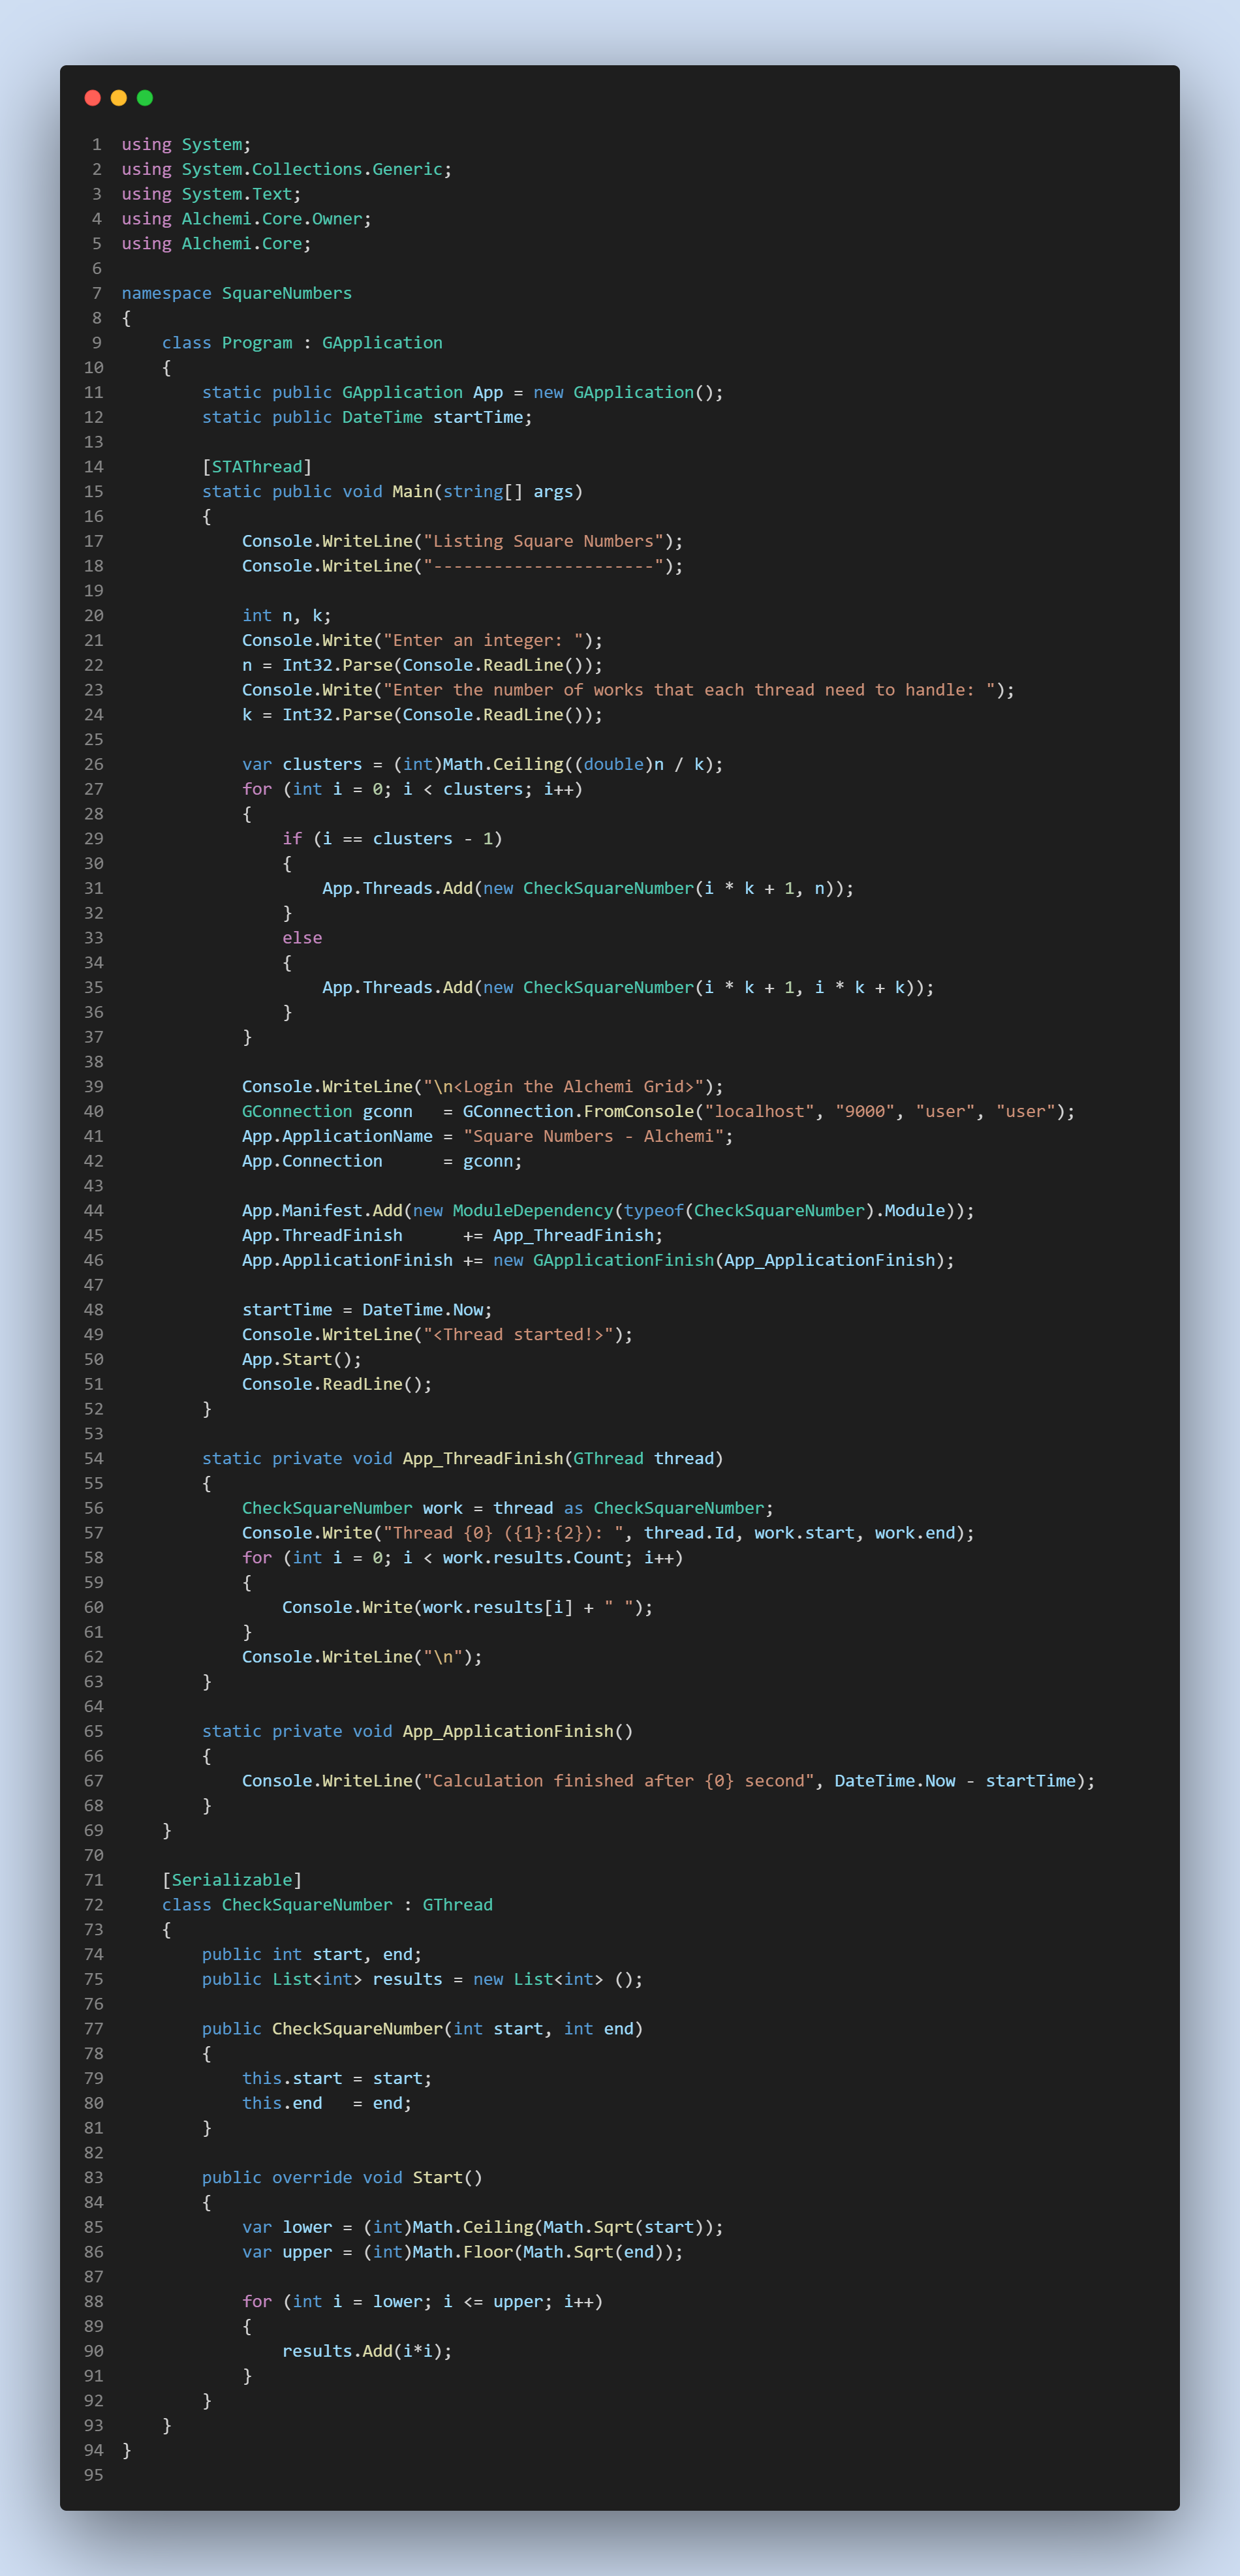 1 using System;
2 using System.Collections.Generic;
3 using System.Text;
4 using Alchemi.Core.Owner;
5 using Alchemi.Core;
6
7 namespace SquareNumbers
8 {
9     class Program : GApplication
10     {
11         static public GApplication App = new GApplication();
12         static public DateTime startTime;
13
14         [STAThread]
15         static public void Main(string[] args)
16         {
17             Console.WriteLine("Listing Square Numbers");
18             Console.WriteLine("----------------------");
19
20             int n, k;
21             Console.Write("Enter an integer: ");
22             n = Int32.Parse(Console.ReadLine());
23             Console.Write("Enter the number of works that each thread need to handle: ");
24             k = Int32.Parse(Console.ReadLine());
25
26             var clusters = (int)Math.Ceiling((double)n / k);
27             for (int i = 0; i < clusters; i++)
28             {
29                 if (i == clusters - 1)
30                 {
31                     App.Threads.Add(new CheckSquareNumber(i * k + 1, n));
32                 }
33                 else
34                 {
35                     App.Threads.Add(new CheckSquareNumber(i * k + 1, i * k + k));
36                 }
37             }
38
39             Console.WriteLine("\n<Login the Alchemi Grid>");
40             GConnection gconn   = GConnection.FromConsole("localhost", "9000", "user", "user");
41             App.ApplicationName = "Square Numbers - Alchemi";
42             App.Connection      = gconn;
43
44             App.Manifest.Add(new ModuleDependency(typeof(CheckSquareNumber).Module));
45             App.ThreadFinish      += App_ThreadFinish;
46             App.ApplicationFinish += new GApplicationFinish(App_ApplicationFinish);
47
48             startTime = DateTime.Now;
49             Console.WriteLine("<Thread started!>");
50             App.Start();
51             Console.ReadLine();
52         }
53
54         static private void App_ThreadFinish(GThread thread)
55         {
56             CheckSquareNumber work = thread as CheckSquareNumber;
57             Console.Write("Thread {0} ({1}:{2}): ", thread.Id, work.start, work.end);
58             for (int i = 0; i < work.results.Count; i++)
59             {
60                 Console.Write(work.results[i] + " ");
61             }
62             Console.WriteLine("\n");
63         }
64
65         static private void App_ApplicationFinish()
66         {
67             Console.WriteLine("Calculation finished after {0} second", DateTime.Now - startTime);
68         }
69     }
70
71     [Serializable]
72     class CheckSquareNumber : GThread
73     {
74         public int start, end;
75         public List<int> results = new List<int> ();
76
77         public CheckSquareNumber(int start, int end)
78         {
79             this.start = start;
80             this.end   = end;
81         }
82
83         public override void Start()
84         {
85             var lower = (int)Math.Ceiling(Math.Sqrt(start));
86             var upper = (int)Math.Floor(Math.Sqrt(end));
87
88             for (int i = lower; i <= upper; i++)
89             {
90                 results.Add(i*i);
91             }
92         }
93     }
94 }
95